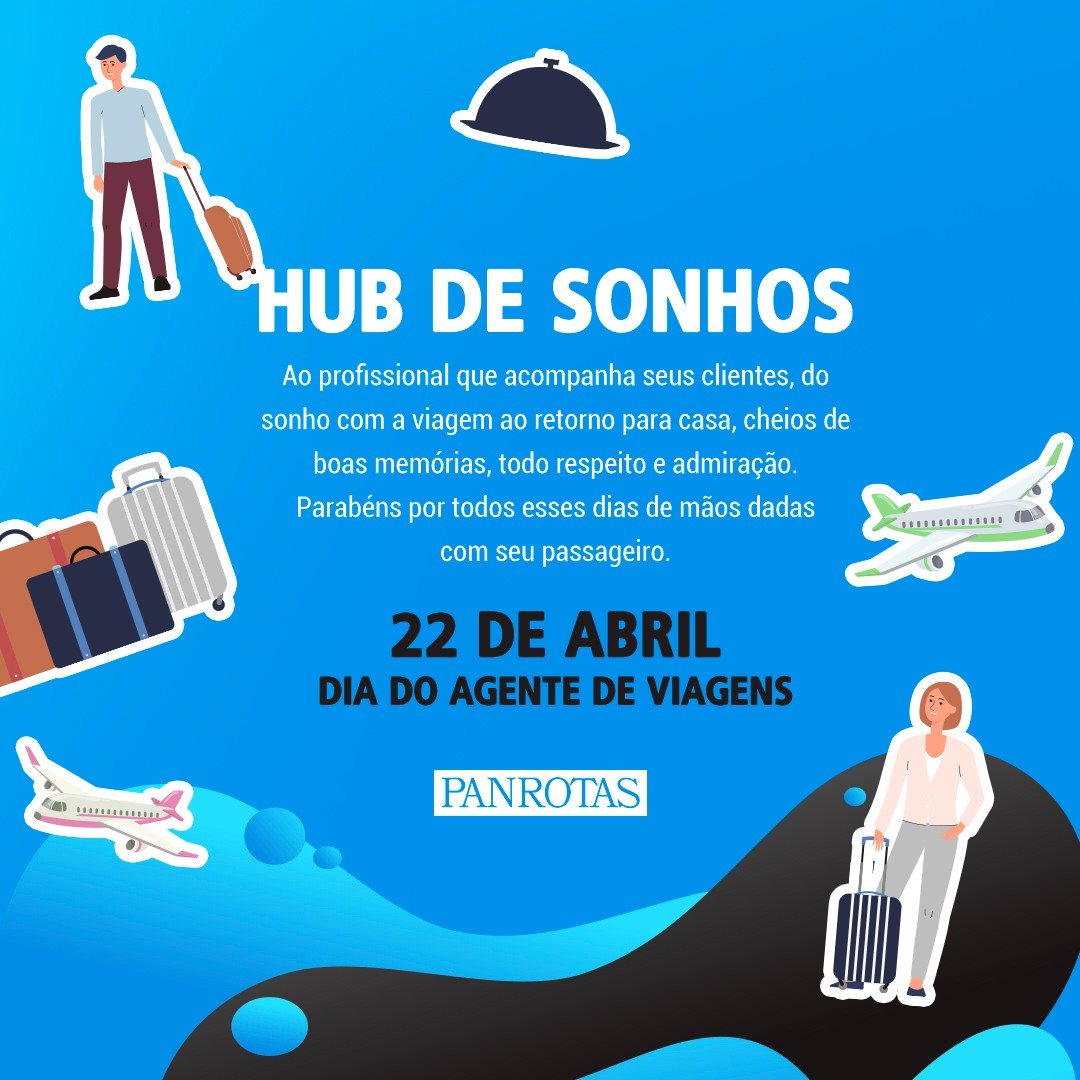 HUB DE SONHOS
Ao profissional que acompanha seus clientes, do
sonho com a viagem ao retorno para casa, cheios de
boas memórias, todo respeito e admiração.
Parabéns por todos esses dias de mãos dadas
com seu passageiro.
22 DE ABRIL
DIA DO AGENTE DE VIAGENS
PANROTAS